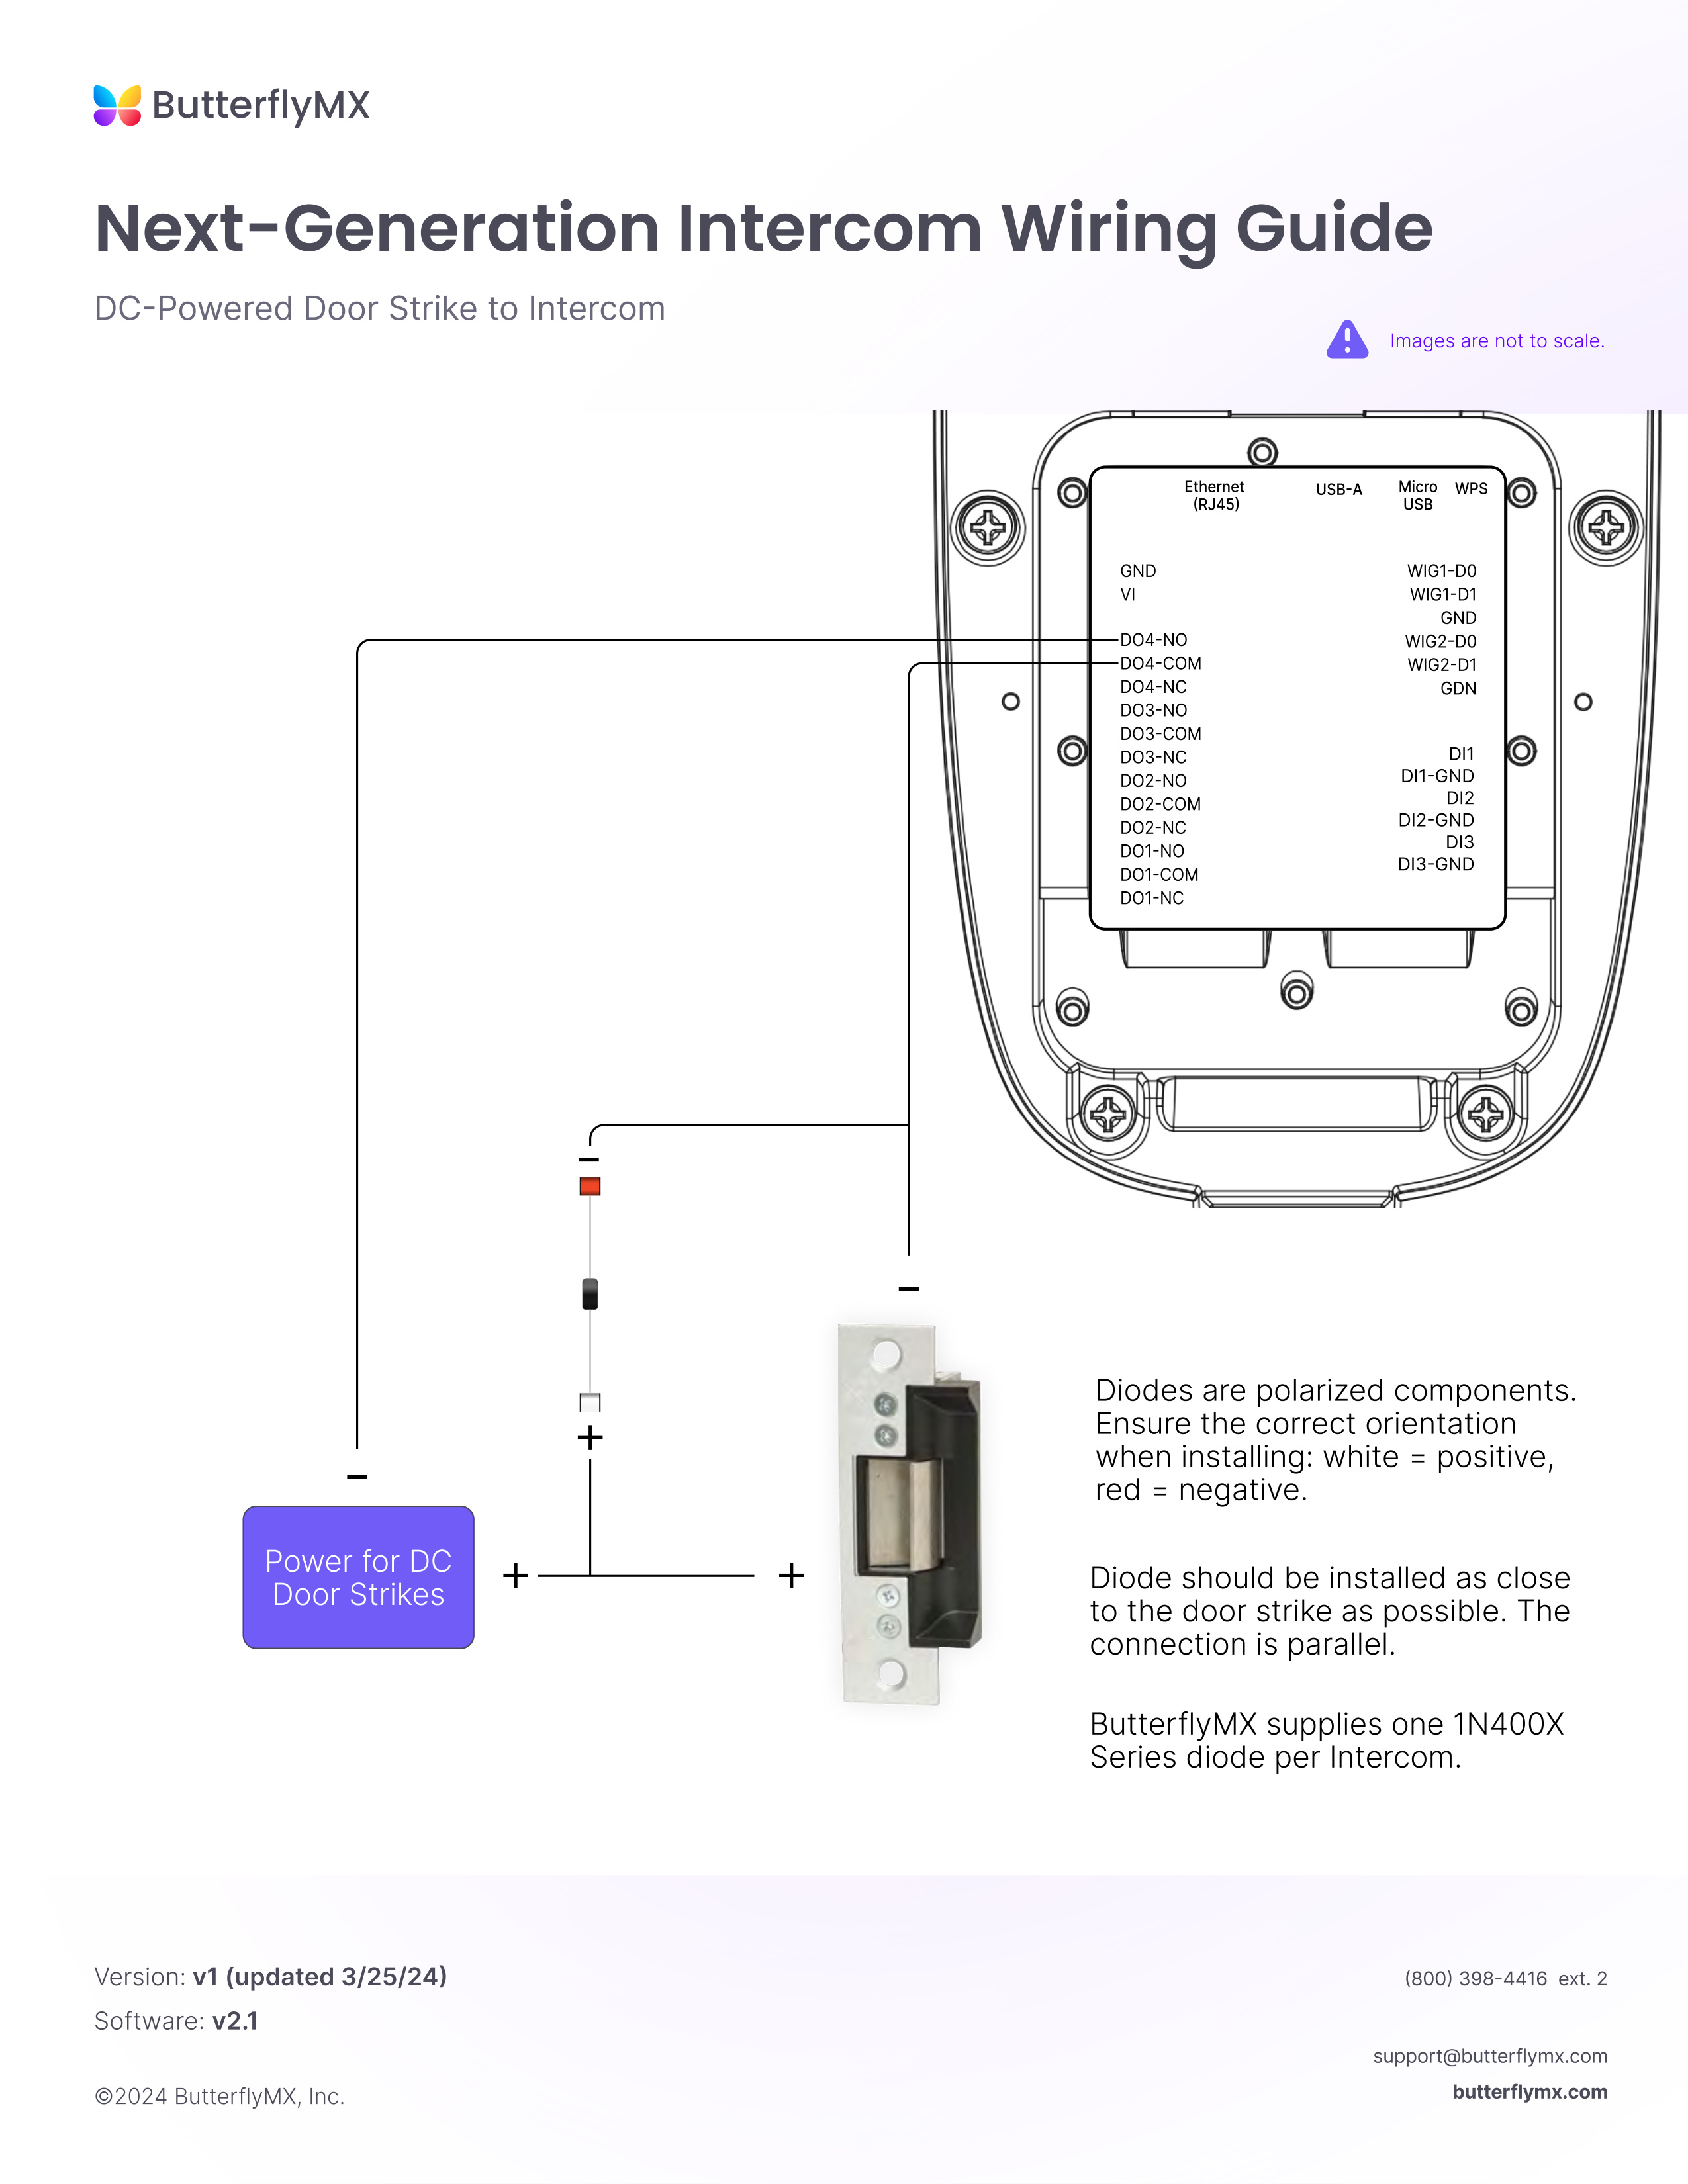 ButterflyMX
Next-Generation Intercom Wiring Guide
DC-Powered Door Strike to Intercom
Images are not to scale.
Ethernet
(RJ45)
USB-A
Micro
USB
WPS
GND
VI
DO4-NO
DO4-COM
DO4-NC
DO3-NO
DO3-COM
DO3-NC
DO2-NO
DO2-COM
DO2-NC
DO1-NO
DO1-COM
DO1-NC
WIG1-D0
WIG1-D1
GND
WIG2-D0
WIG2-D1
GDN
DI1
DI1-GND
DI2
DI2-GND
DI3
DI3-GND
−
−
+
−
Power for DC
Door Strikes
+
+
Diodes are polarized components.
Ensure the correct orientation
when installing: white = positive,
red = negative.
Diode should be installed as close
to the door strike as possible. The
connection is parallel.
ButterflyMX supplies one 1N400X
Series diode per Intercom.
Version: v1 (updated 3/25/24)
Software: v2.1
©2024 ButterflyMX, Inc.
(800) 398-4416 ext. 2
support@butterflymx.com
butterflymx.com